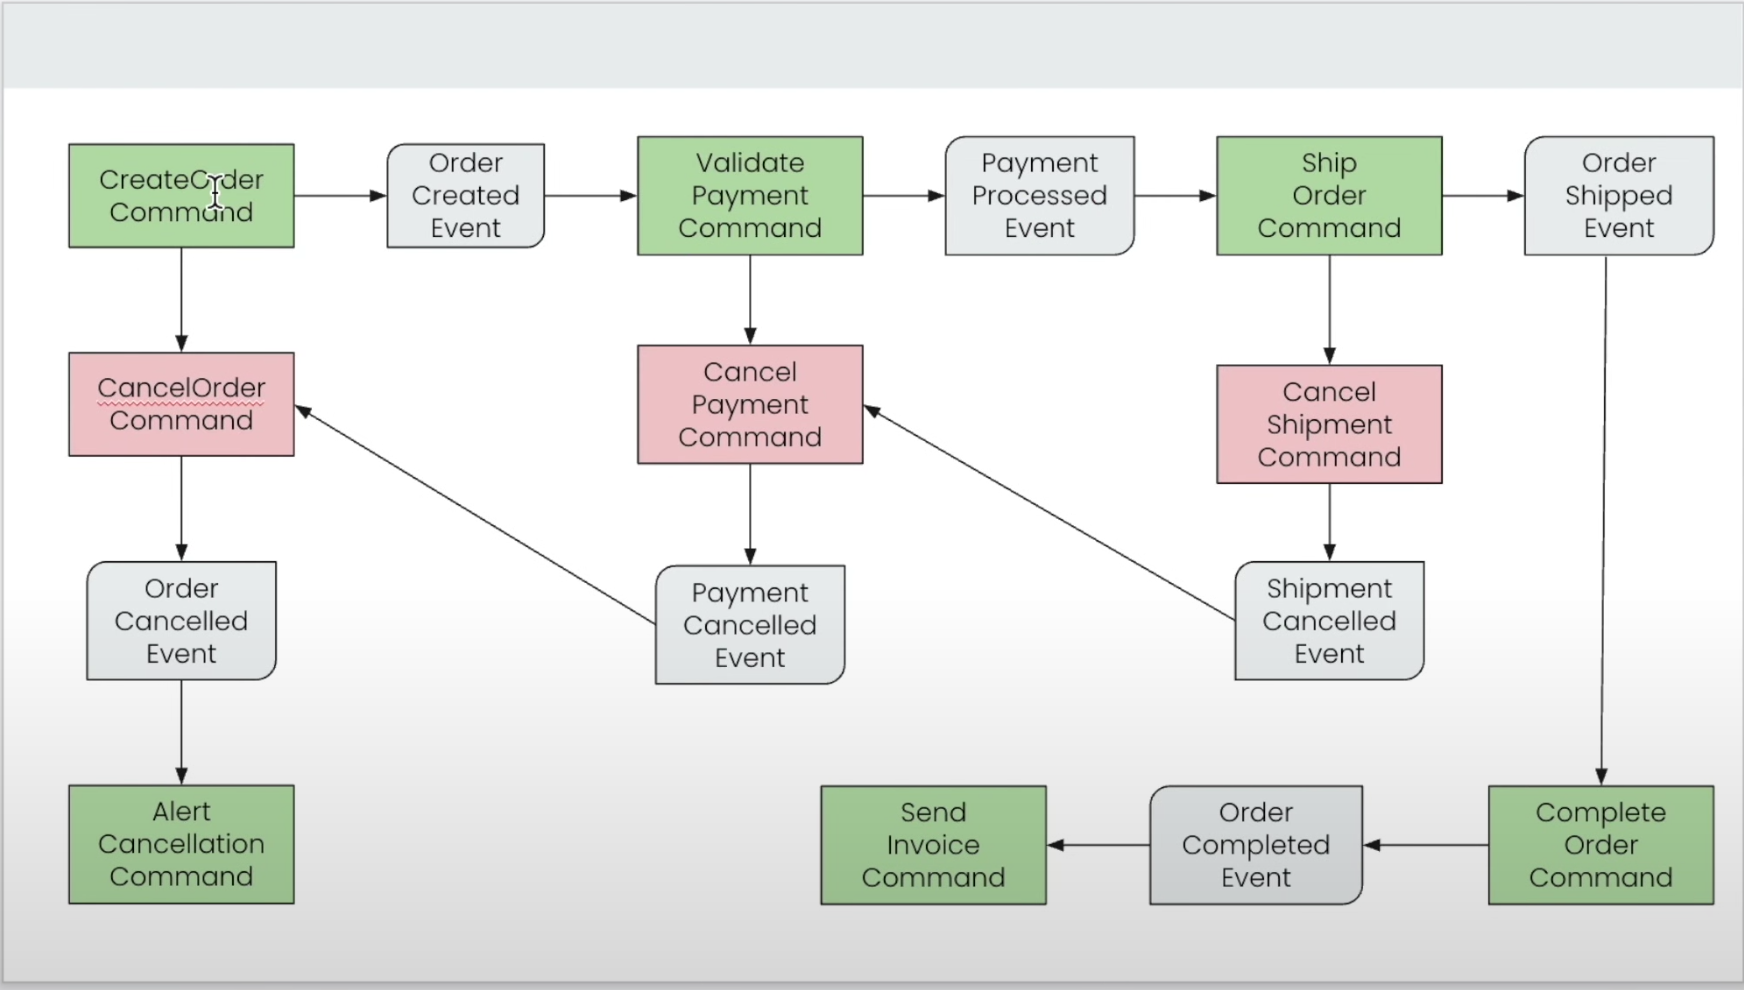 CreateOrder
Command
Order
Created
Event
Validate
Payment
Command
Payment
Processed
Event
Ship
Order
Command
Order
Shipped
Event
CancelOrder
Command
Cancel
Payment
Command
Cancel
Shipment
Command
Order
Cancelled
Event
Payment
Cancelled
Event
Shipment
Cancelled
Event
Alert
Cancellation
Command
Send
Invoice
Command
Order
Completed
Event
Complete
Order
Command